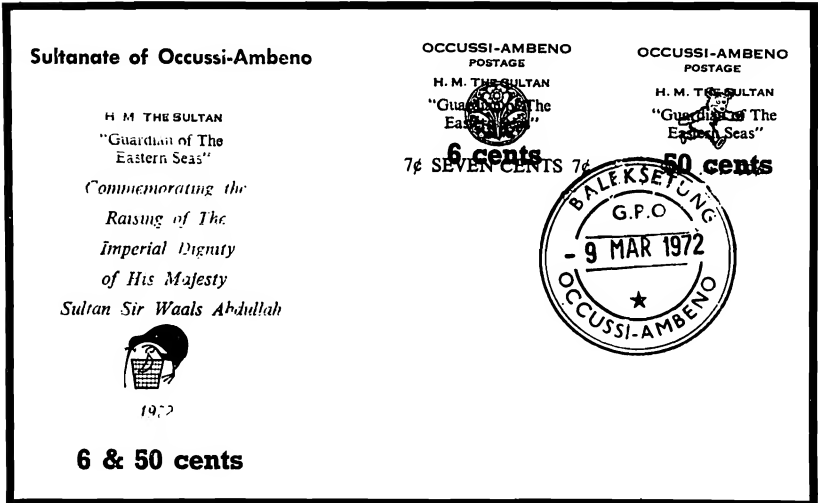 Sultanate of Occussi-Ambeno
H M THE SULTAN
"Guardian of The
Eastern Seas"
Commemorating the
Raising of The
Imperial Dignity
of His Majesty
Sultan Sir Waals Abdullah
1972
6 & 50 cents
OCCUSSI-AMBENO
POSTAGE
H. M. THE SULTAN
"Guardian of The
Eastern Seas"
6 cents
7¢ SEVEN CENTS 7¢
OCCUSSI-AMBENO
POSTAGE
H. M. THE SULTAN
"Guardian of The
Eastern Seas"
50 cents
BALEKSETUNG
G.P.O
- 9 MAR 1972
OCCUSSI-AMBENO